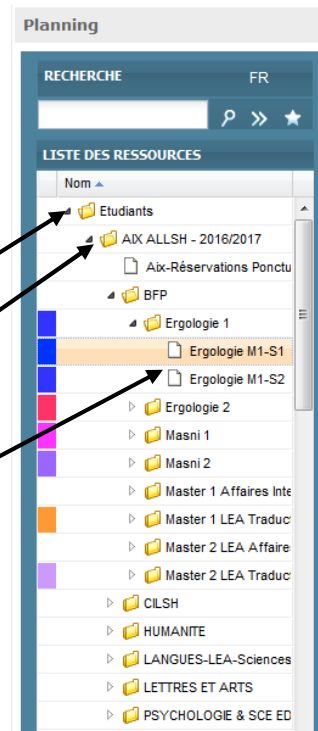 Planning
RECHERCHE FR
LISTE DES RESSOURCES
Nom
Etudiants
AIX ALLSH - 2016/2017
Aix-Réservations Ponctu
BFP
Ergologie 1
Ergologie M1-S1
Ergologie M1-S2
Ergologie 2
Masni 1
Masni 2
Master 1 Affaires Inte
Master 1 LEA Traduc
Master 2 LEA Affaire
Master 2 LEA Traduc
CILSH
HUMANITE
LANGUES-LEA-Sciences
LETTRES ET ARTS
PSYCHOLOGIE & SCE ED